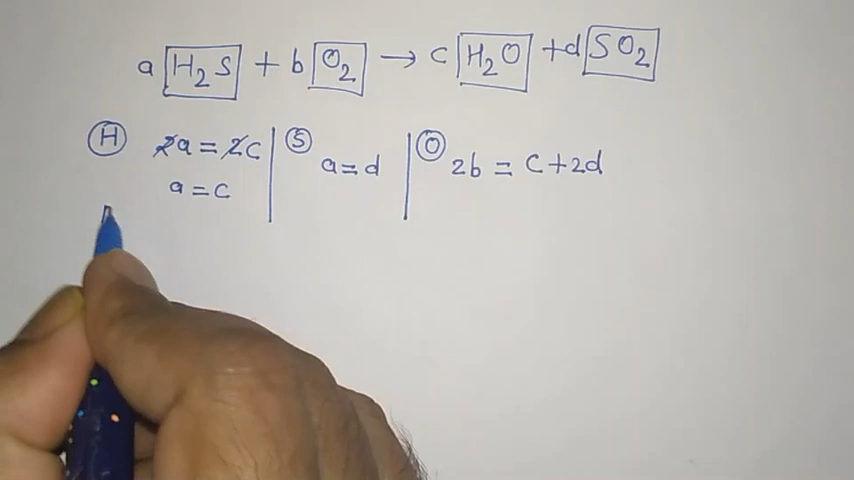 a H₂S + b O₂ → c H₂O + d SO₂
H 2a = 2c S a = d O 2b = c + 2d
a = c